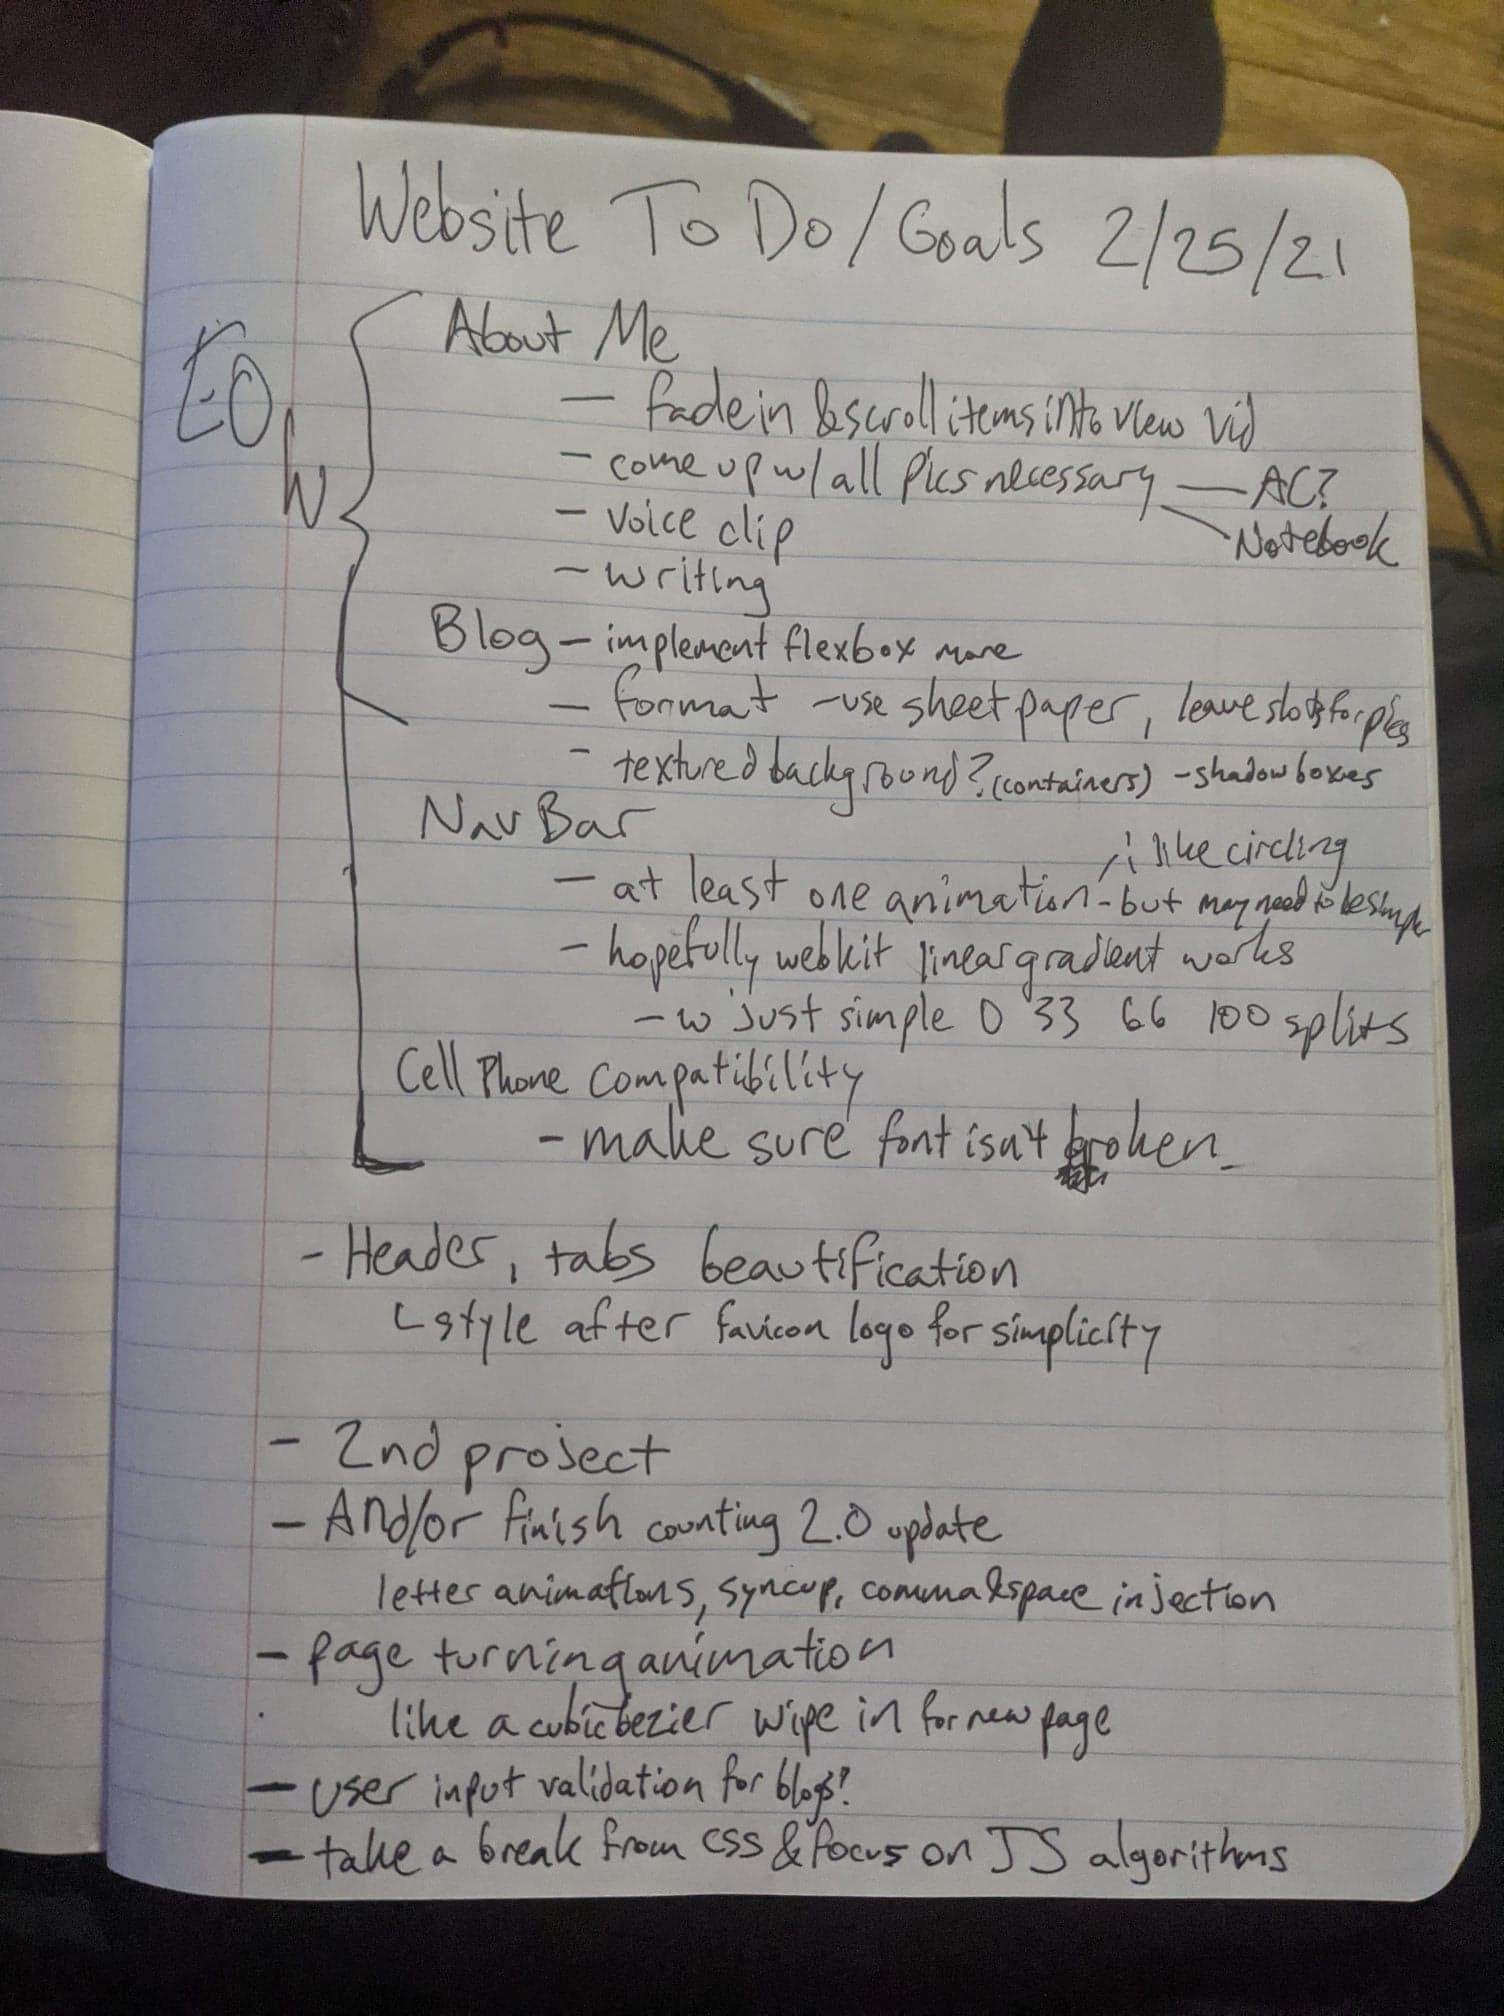 Website To Do/Goals 2/25/21
EOW
About Me
— fade in & scroll items into view vid
— come up w/ all pics necessary — AC?
Notebook
— voice clip
— writing
Blog — implement flexbox more
— format - use sheet paper, leave slots for pics
— textured background? (containers) - shadow boxes
Nav Bar
like circling
— at least one animation - but may need to be simpler
— hopefully webkit linear gradient works
— w just simple 0 33 66 100 splits
Cell Phone Compatibility
- make sure font isn't broken
- Header, tabs beautification
style after favicon logo for simplicity
- 2nd project
- And/or finish counting 2.0 update
letter animations, syncup, comma & space injection
- page turning animation
like a cubic bezier wipe in for new page
- user input validation for blogs?
- take a break from CSS & focus on JS algorithms